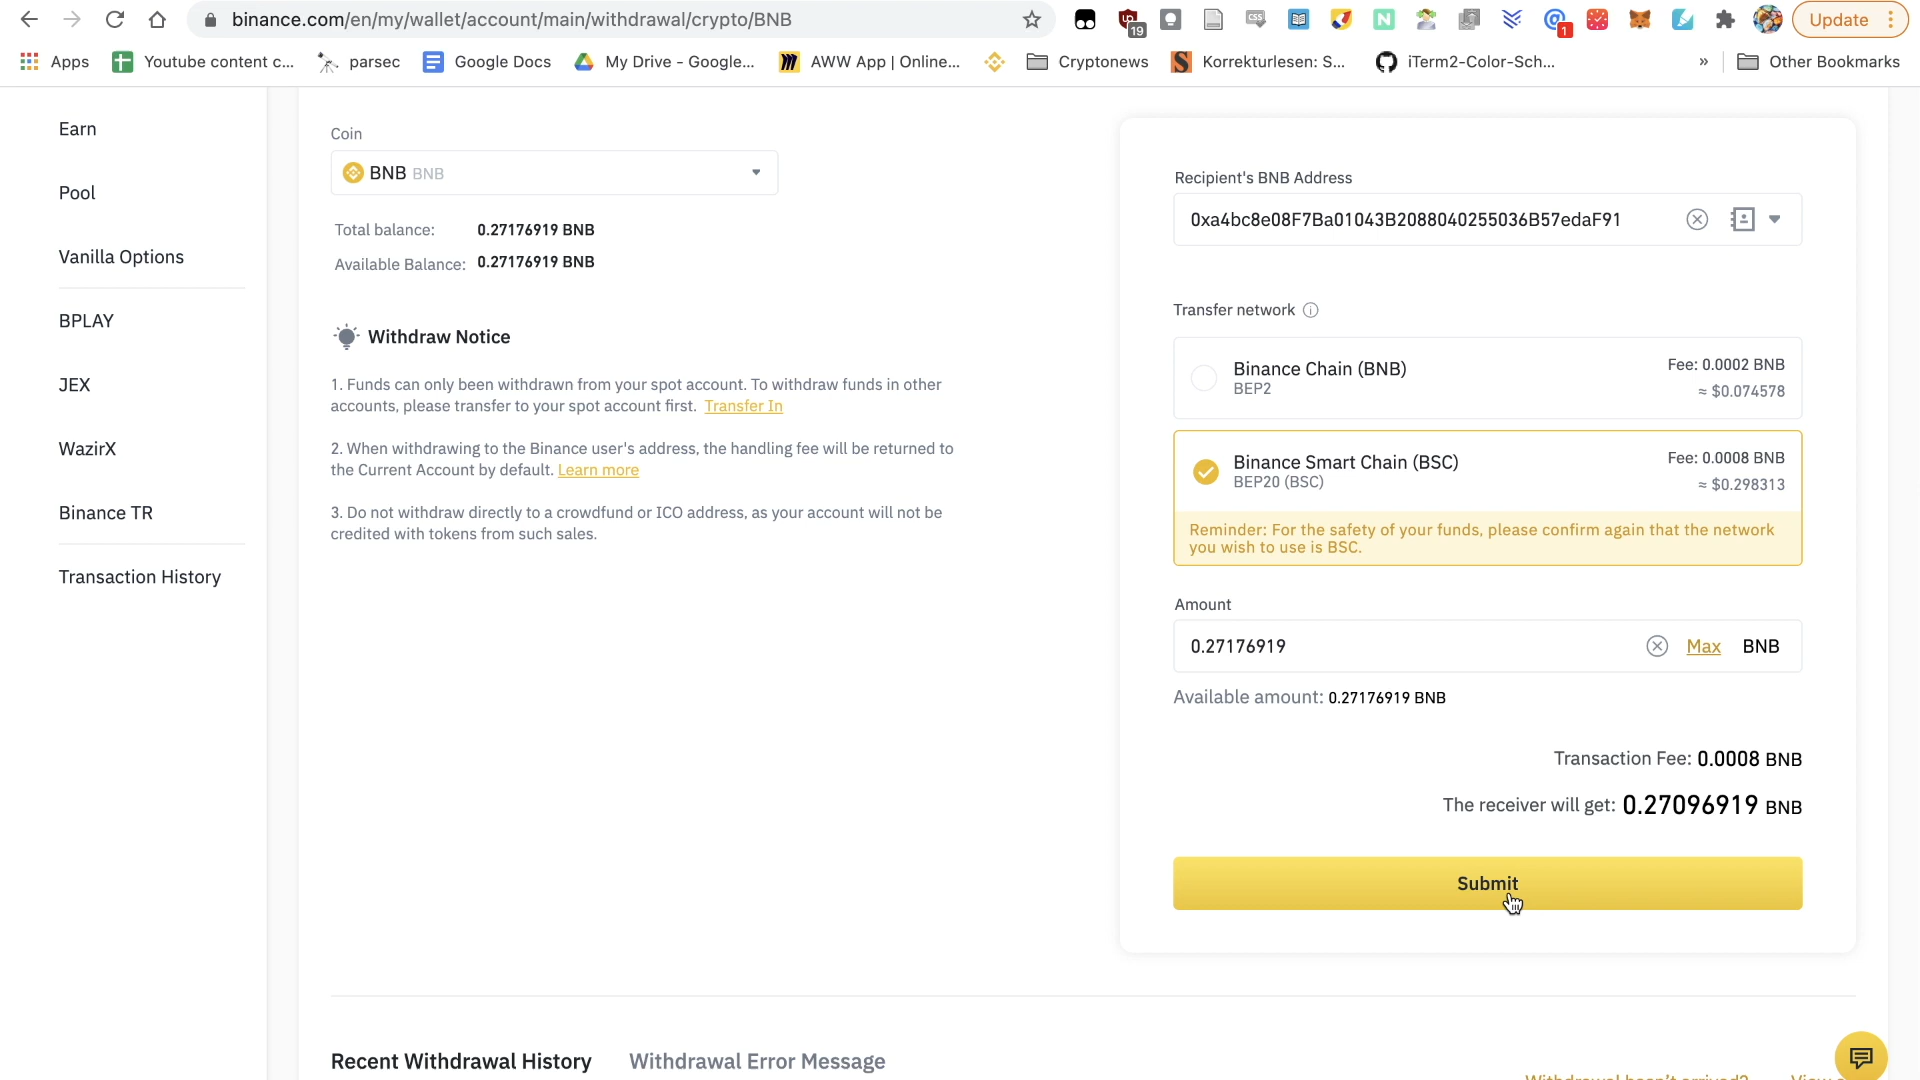 binance.com/en/my/wallet/account/main/withdrawal/crypto/BNB
19
CSS
N
1
Update
Apps
Youtube content c...
parsec
Google Docs
My Drive - Google...
AWW App | Online...
Cryptonews
Korrekturlesen: S...
iTerm2-Color-Sch...
»
Other Bookmarks
Earn
Pool
Vanilla Options
BPLAY
JEX
WazirX
Binance TR
Transaction History
Coin
BNB BNB
Total balance: 0.27176919 BNB
Available Balance: 0.27176919 BNB
Withdraw Notice
1. Funds can only been withdrawn from your spot account. To withdraw funds in other
accounts, please transfer to your spot account first. Transfer In
2. When withdrawing to the Binance user's address, the handling fee will be returned to
the Current Account by default. Learn more
3. Do not withdraw directly to a crowdfund or ICO address, as your account will not be
credited with tokens from such sales.
Recipient's BNB Address
0xa4bc8e08F7Ba01043B2088040255036B57edaF91
Transfer network
Binance Chain (BNB)
BEP2
Fee: 0.0002 BNB
≈ $0.074578
Binance Smart Chain (BSC)
BEP20 (BSC)
Fee: 0.0008 BNB
≈ $0.298313
Reminder: For the safety of your funds, please confirm again that the network
you wish to use is BSC.
Amount
0.27176919
Max BNB
Available amount: 0.27176919 BNB
Transaction Fee: 0.0008 BNB
The receiver will get: 0.27096919 BNB
Submit
Recent Withdrawal History
Withdrawal Error Message
Withdrawal hasn't arrived?